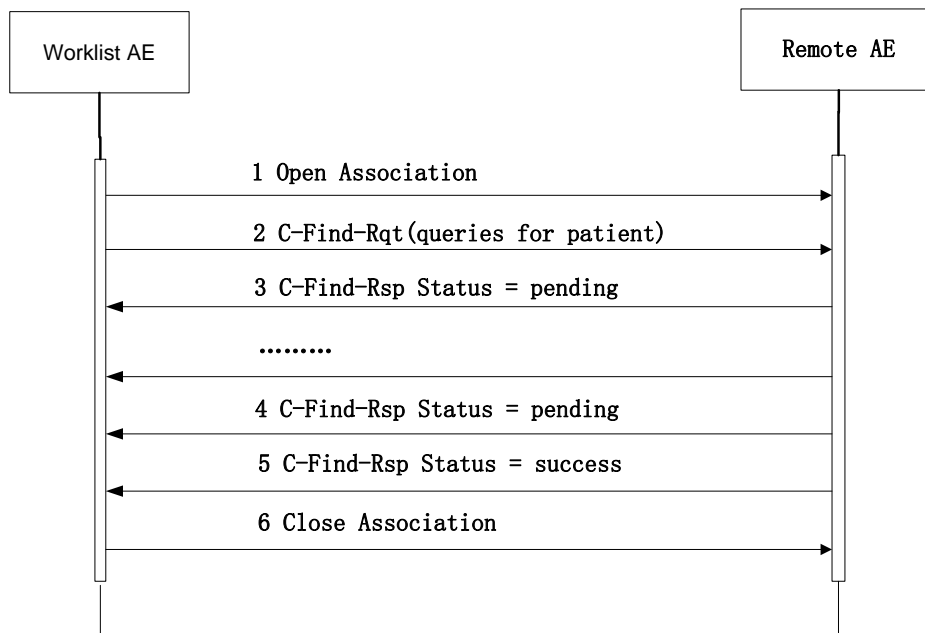 Worklist AE
Remote AE
1 Open Association
2 C-Find-Rqt(queries for patient)
3 C-Find-Rsp Status = pending
………
4 C-Find-Rsp Status = pending
5 C-Find-Rsp Status = success
6 Close Association